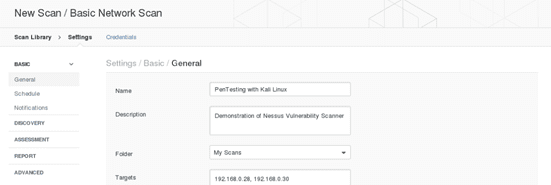 New Scan / Basic Network Scan
Scan Library > Settings Credentials
BASIC
General
Schedule
Notifications
DISCOVERY
ASSESSMENT
REPORT
ADVANCED
Settings / Basic / General
Name PenTesting with Kali Linux
Description Demonstration of Nessus Vulnerability Scanner
Folder My Scans
Targets 192.168.0.28, 192.168.0.30